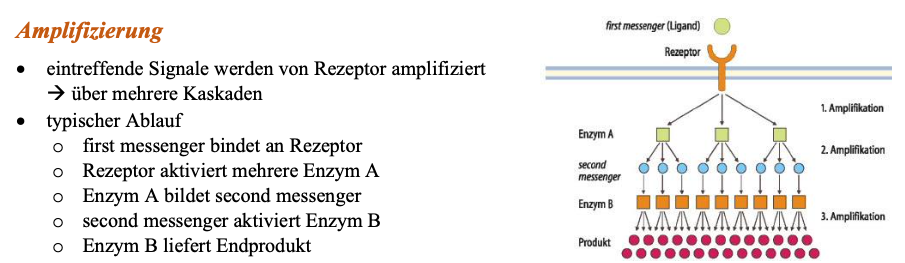 Amplifizierung
• eintreffende Signale werden von Rezeptor amplifiziert
→ über mehrere Kaskaden
• typischer Ablauf
o first messenger bindet an Rezeptor
o Rezeptor aktiviert mehrere Enzym A
o Enzym A bildet second messenger
o second messenger aktiviert Enzym B
o Enzym B liefert Endprodukt
first messenger (Ligand)
Rezeptor
1. Amplifikation
Enzym A
2. Amplifikation
second
messenger
Enzym B
3. Amplifikation
Produkt